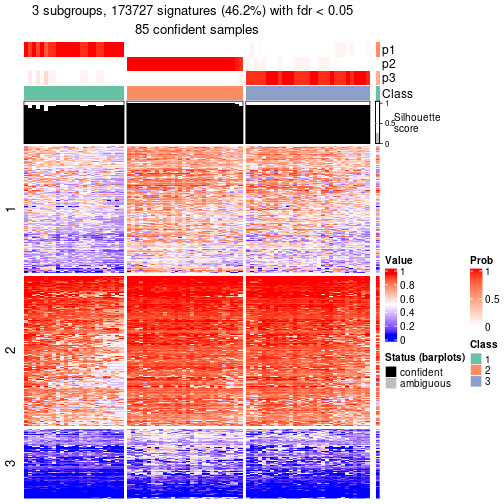 3 subgroups, 173727 signatures (46.2%) with fdr < 0.05
85 confident samples
p1
p2
p3
Class
1
0.5
0
Silhouette
score
1
2
3
Value
1
0.8
0.6
0.4
0.2
0
Prob
1
0.5
0
Status (barplots)
confident
ambiguous
Class
1
2
3